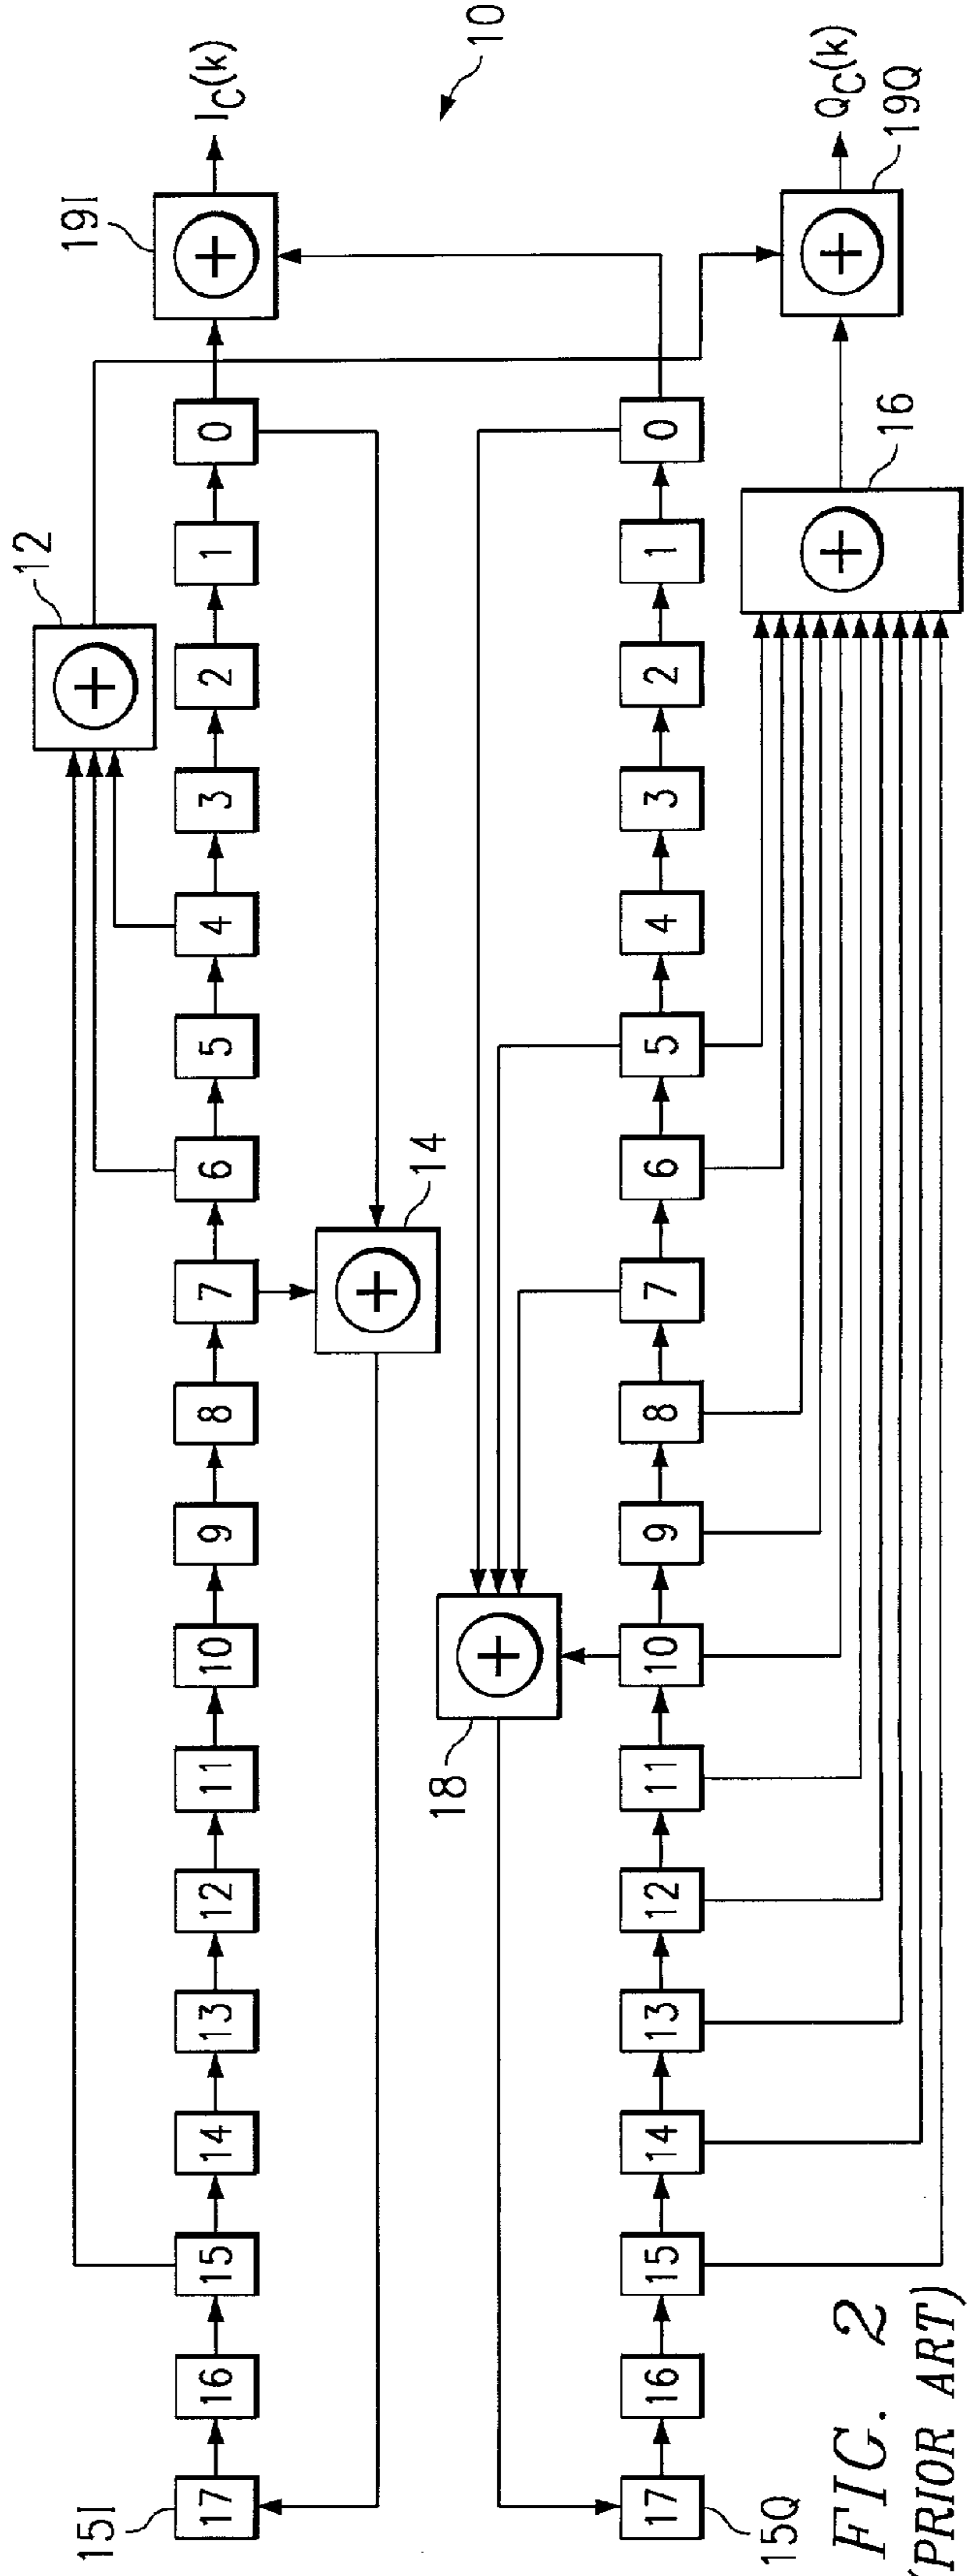 10
19I
I_C(k)
12
17 16 15 14 13 12 11 10 9 8 7 6 5 4 3 2 1 0
15I
14
18
17 16 15 14 13 12 11 10 9 8 7 6 5 4 3 2 1 0
15Q
16
Q_C(k)
19Q
FIG. 2
(PRIOR ART)